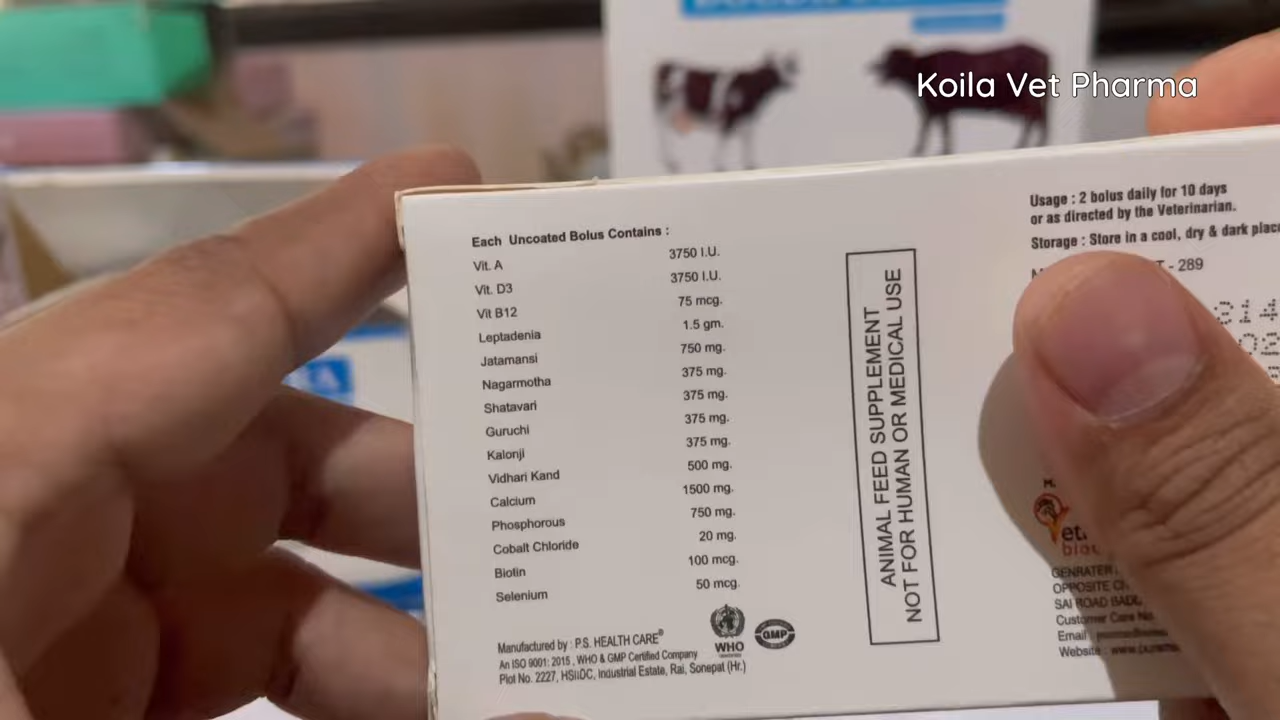 Koila Vet Pharma
Each Uncoated Bolus Contains :
Vit. A 3750 I.U.
Vit. D3 3750 I.U.
Vit B12 75 mcg.
Leptadenia 1.5 gm.
Jatamansi 750 mg.
Nagarmotha 375 mg.
Shatavari 375 mg.
Guruchi 375 mg.
Kalonji 375 mg.
Vidhari Kand 500 mg.
Calcium 1500 mg.
Phosphorous 750 mg.
Cobalt Chloride 20 mg.
Biotin 100 mcg.
Selenium 50 mcg.
Manufactured by : P.S. HEALTH CARE®
An ISO 9001: 2015 , WHO & GMP Certified Company
Plot No. 2227, HSIIDC, Industrial Estate, Rai, Sonepat (Hr.)
WHO
GMP
ANIMAL FEED SUPPLEMENT
NOT FOR HUMAN OR MEDICAL USE
Usage : 2 bolus daily for 10 days
or as directed by the Veterinarian.
Storage : Store in a cool, dry & dark place
- 289
OPPOSITE
SAI ROAD
Customer Care No
Email :
Website :